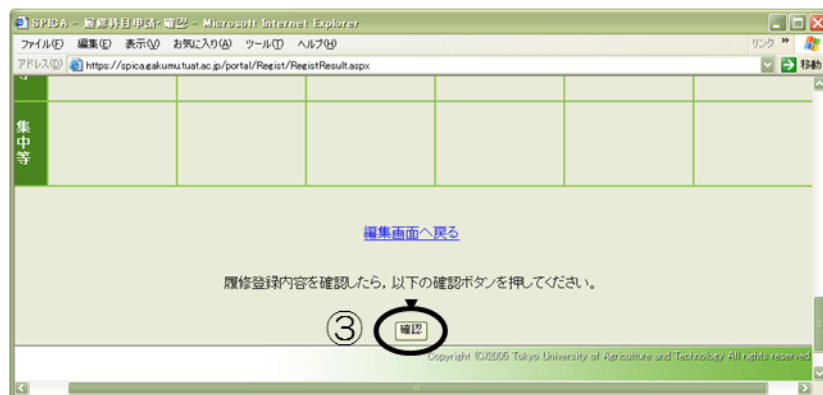 SPICA - 履修科目申請・確認 - Microsoft Internet Explorer
ファイル(F) 編集(E) 表示(V) お気に入り(A) ツール(T) ヘルプ(H)
リンク »
アドレス(D) https://spica.gakumu.tuat.ac.jp/portal/Regist/RegistResult.aspx
移動
集中等
編集画面へ戻る
履修登録内容を確認したら、以下の確認ボタンを押してください。
③ 確認
Copyright (C)2005 Tokyo University of Agriculture and Technology All rights reserved.